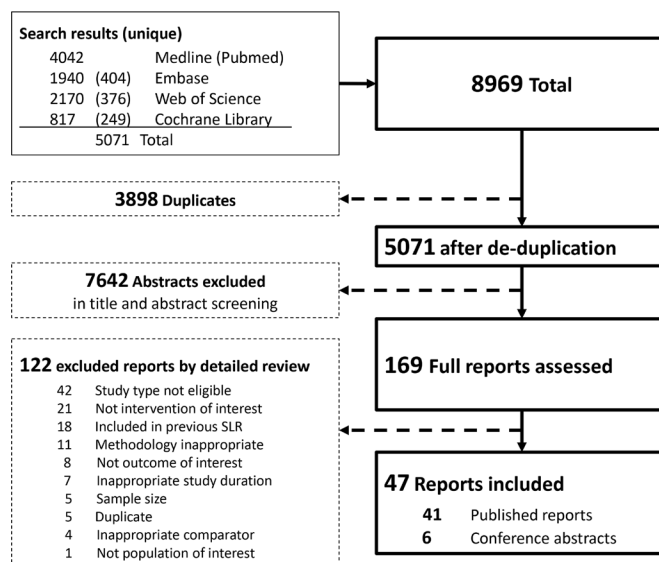 Search results (unique)
4042 Medline (Pubmed)
1940 (404) Embase
2170 (376) Web of Science
817 (249) Cochrane Library
5071 Total
8969 Total
3898 Duplicates
5071 after de-duplication
7642 Abstracts excluded
in title and abstract screening
169 Full reports assessed
122 excluded reports by detailed review
42 Study type not eligible
21 Not intervention of interest
18 Included in previous SLR
11 Methodology inappropriate
8 Not outcome of interest
7 Inappropriate study duration
5 Sample size
5 Duplicate
4 Inappropriate comparator
1 Not population of interest
47 Reports included
41 Published reports
6 Conference abstracts